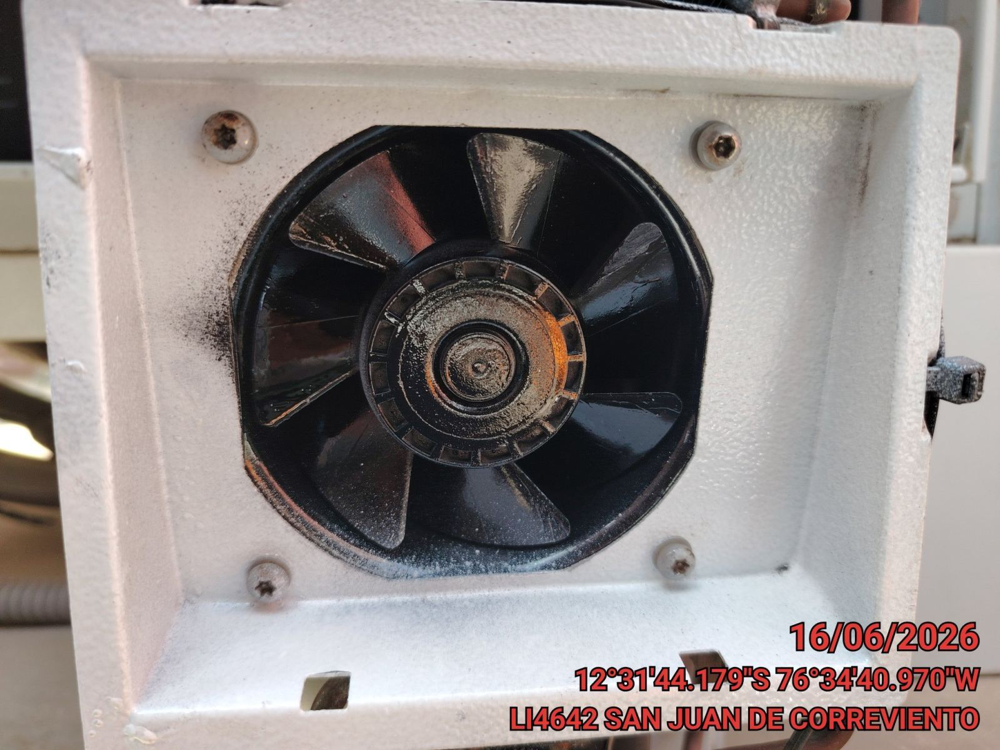 16/06/2026
12°31'44.179"S 76°34'40.970"W
LI4642 SAN JUAN DE CORREVIENTO